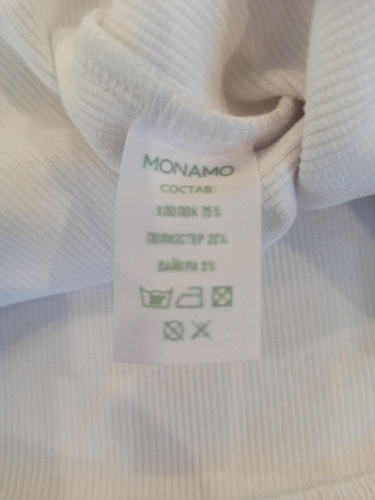 MONAMO
СОСТАВ:
ХЛОПОК 75%
ПОЛИЭСТЕР 20%
ЛАЙКРА 5%